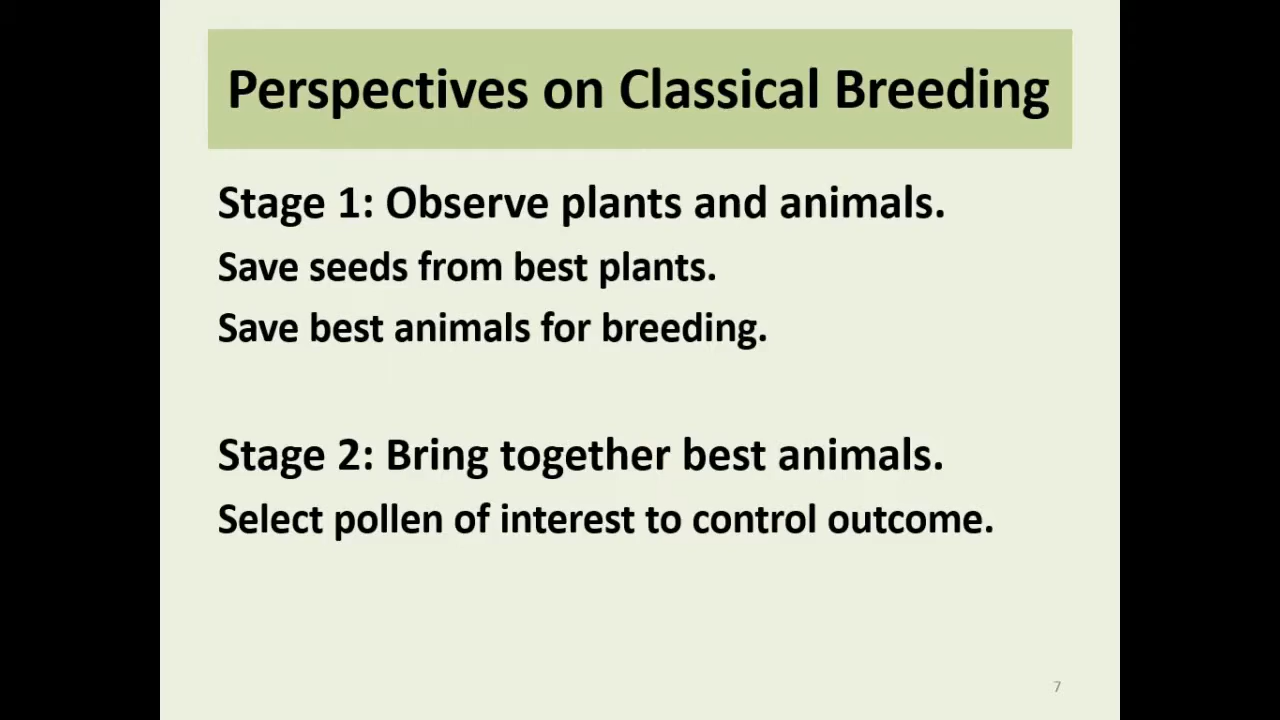 Perspectives on Classical Breeding
Stage 1: Observe plants and animals.
Save seeds from best plants.
Save best animals for breeding.
Stage 2: Bring together best animals.
Select pollen of interest to control outcome.
7